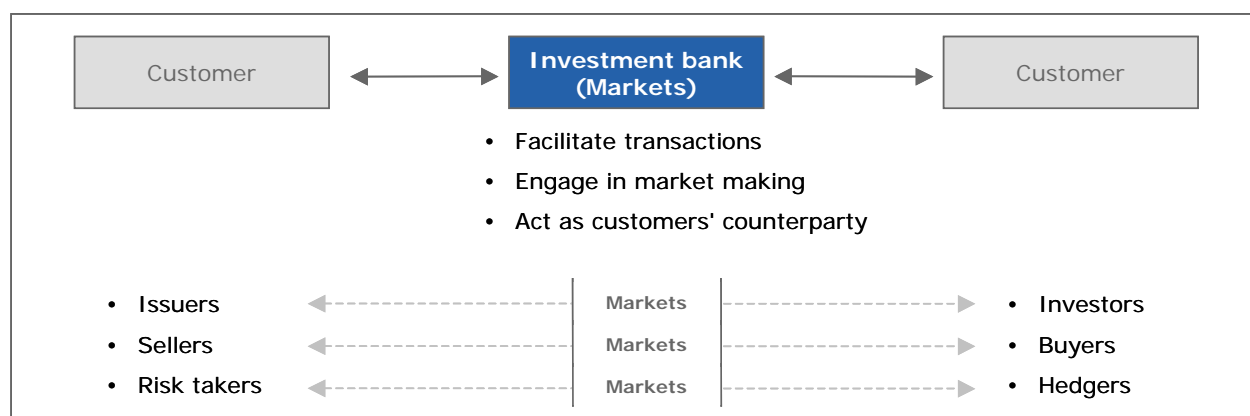 Customer
Investment bank
(Markets)
Customer
• Facilitate transactions
• Engage in market making
• Act as customers' counterparty
• Issuers
Markets
• Investors
• Sellers
Markets
• Buyers
• Risk takers
Markets
• Hedgers